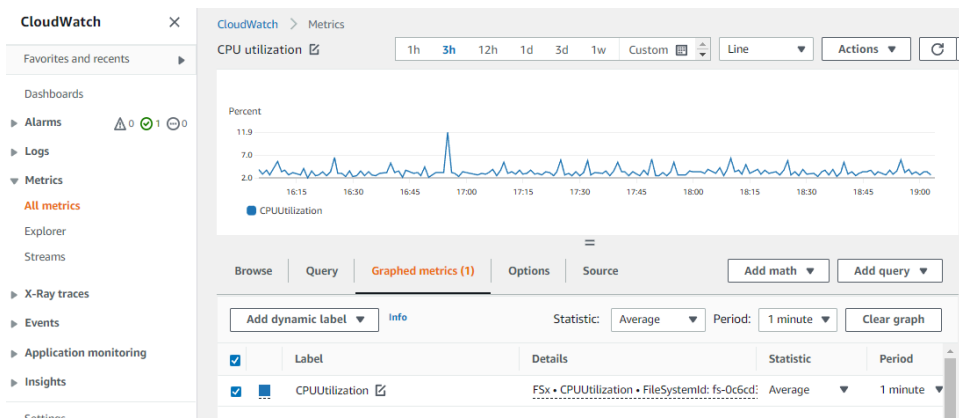 CloudWatch
Favorites and recents
Dashboards
Alarms 0 1 0
Logs
Metrics
All metrics
Explorer
Streams
X-Ray traces
Events
Application monitoring
Insights
Settings
CloudWatch > Metrics
CPU utilization 1h 3h 12h 1d 3d 1w Custom Line Actions
Percent
11.9
7.0
2.0
16:15 16:30 16:45 17:00 17:15 17:30 17:45 18:00 18:15 18:30 18:45 19:00
CPUUtilization
Browse Query Graphed metrics (1) Options Source Add math Add query
Add dynamic label Info Statistic: Average Period: 1 minute Clear graph
Label Details Statistic Period
CPUUtilization FSx • CPUUtilization • FileSystemId: fs-0c6cd3 Average 1 minute